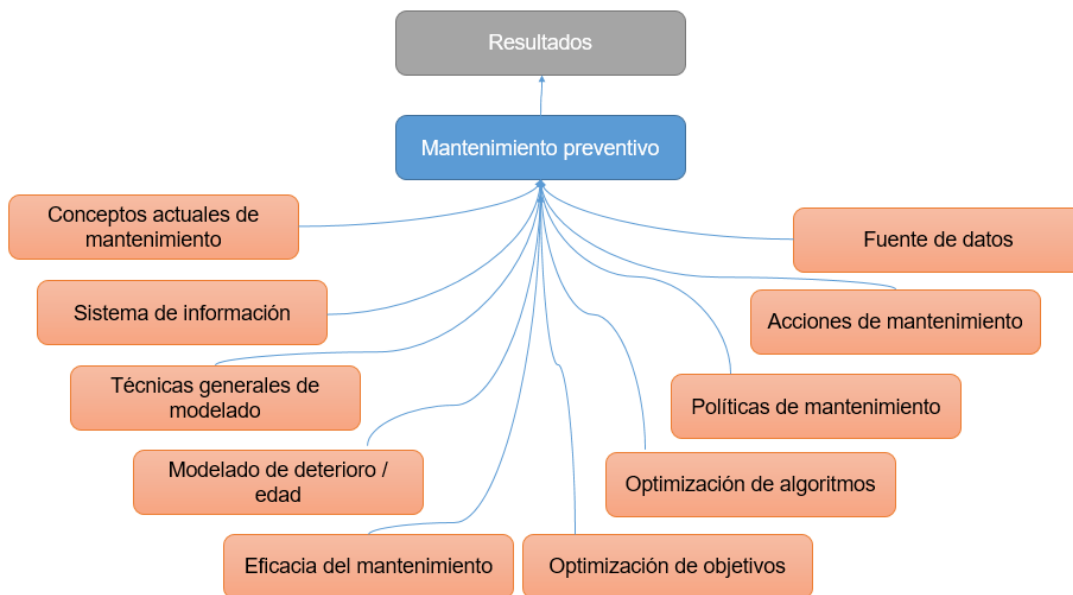 Resultados
Mantenimiento preventivo
Conceptos actuales de
mantenimiento
Fuente de datos
Sistema de información
Acciones de mantenimiento
Técnicas generales de
modelado
Políticas de mantenimiento
Modelado de deterioro /
edad
Optimización de algoritmos
Eficacia del mantenimiento
Optimización de objetivos